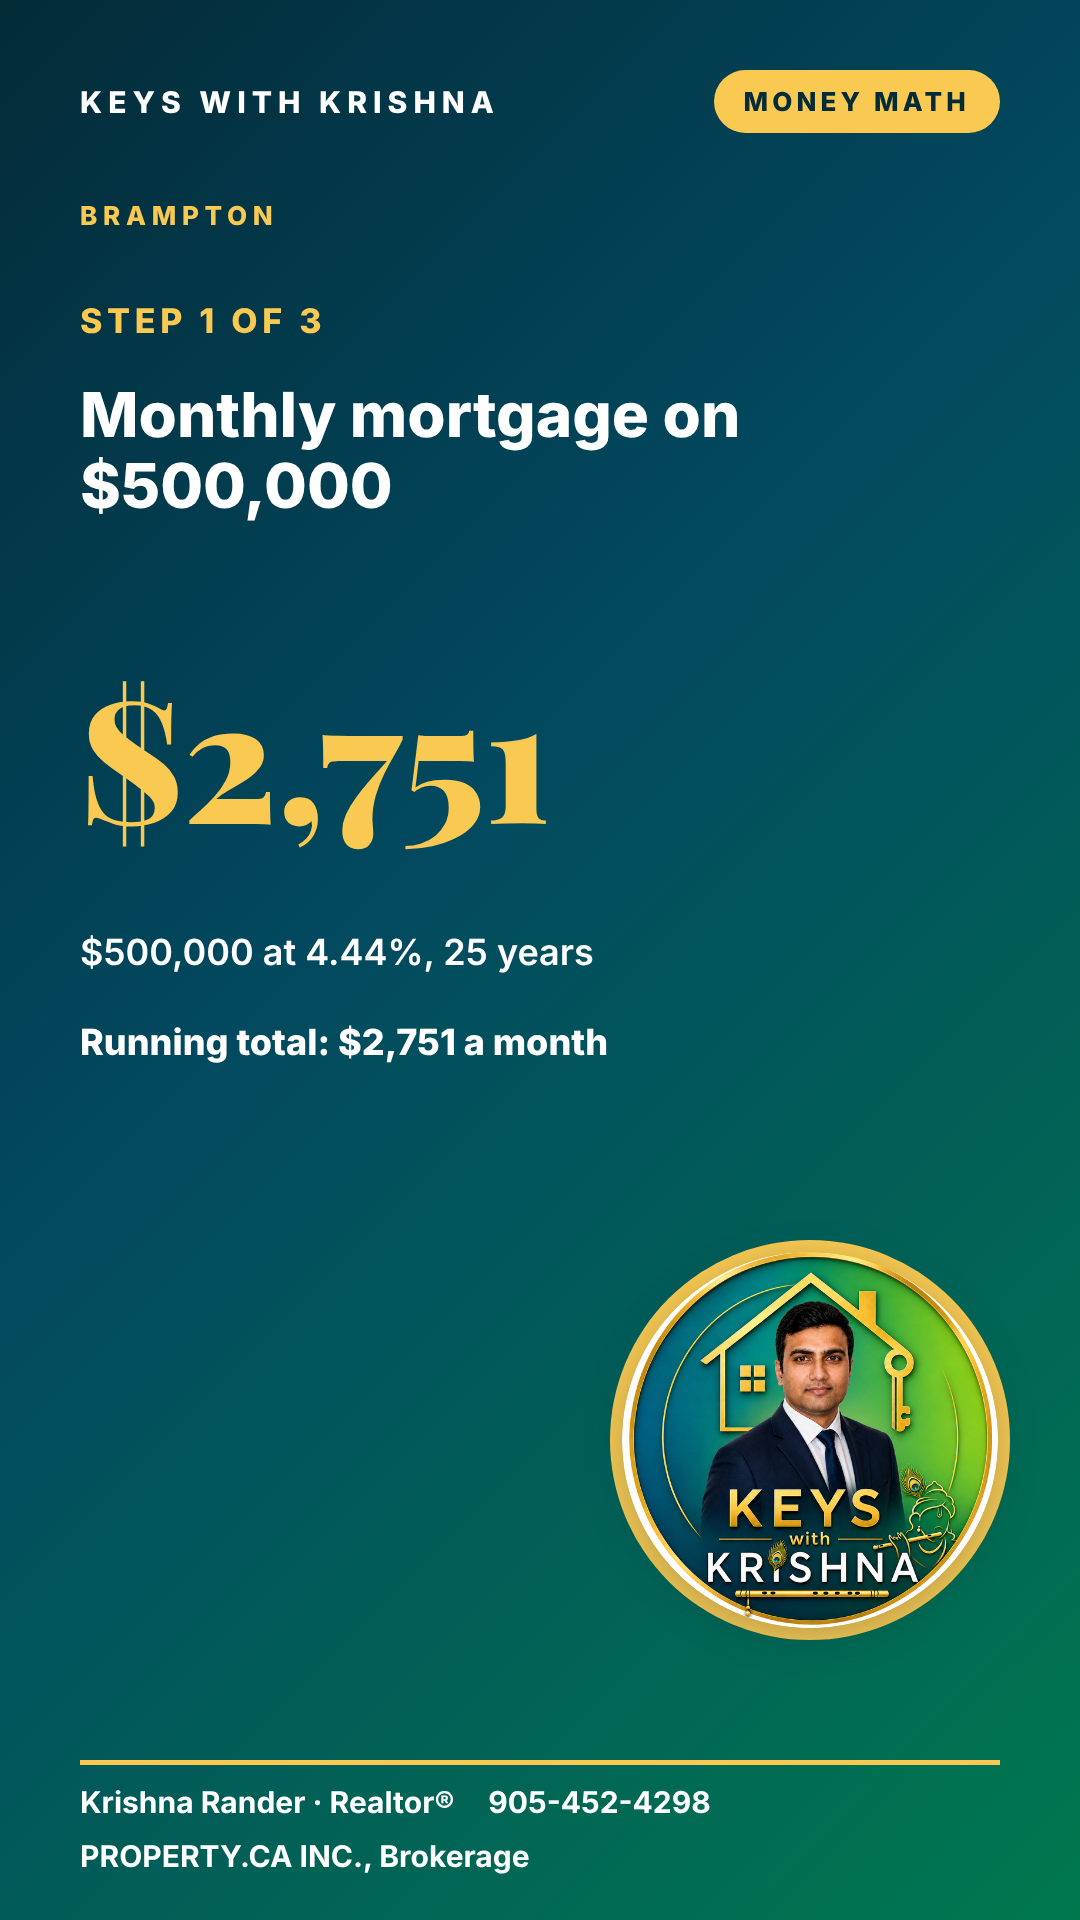 KEYS WITH KRISHNA
MONEY MATH
BRAMPTON
STEP 1 OF 3
Monthly mortgage on
$500,000
$2,751
$500,000 at 4.44%, 25 years
Running total: $2,751 a month
KEYS
with
KRISHNA
Krishna Rander · Realtor® 905-452-4298
PROPERTY.CA INC., Brokerage